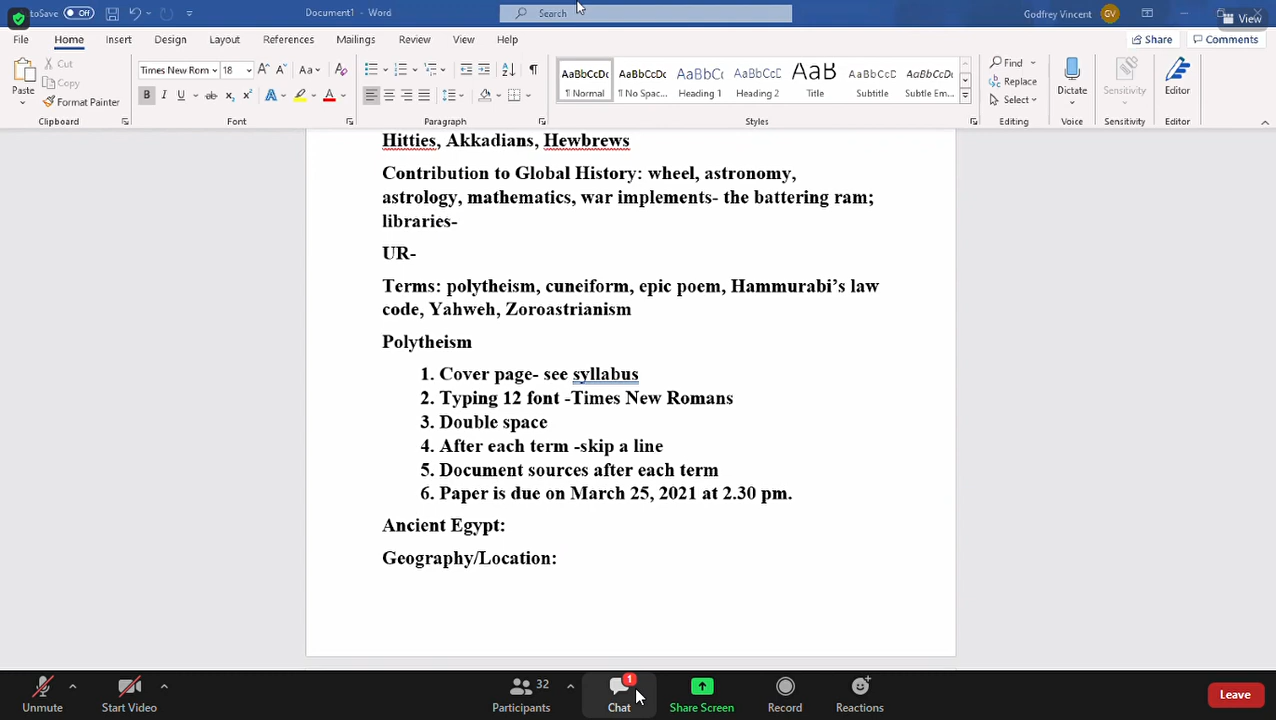 toSave Off
Document1 - Word
Search
Godfrey Vincent GV
View
File Home Insert Design Layout References Mailings Review View Help
Share Comments
Paste
Cut
Copy
Format Painter
Clipboard
Times New Rom 18
Font
Paragraph
AaBbCcDc AaBbCcDc AaBbCcDc AaBbCcDc AaB AaBbCcDc AaBbCcDc
¶ Normal ¶ No Spac... Heading 1 Heading 2 Title Subtitle Subtle Em...
Styles
Find
Replace
Select
Editing
Dictate
Voice
Sensitivity
Sensitivity
Editor
Editor
Hitties, Akkadians, Hewbrews
Contribution to Global History: wheel, astronomy,
astrology, mathematics, war implements- the battering ram;
libraries-
UR-
Terms: polytheism, cuneiform, epic poem, Hammurabi’s law
code, Yahweh, Zoroastrianism
Polytheism
1. Cover page- see syllabus
2. Typing 12 font -Times New Romans
3. Double space
4. After each term -skip a line
5. Document sources after each term
6. Paper is due on March 25, 2021 at 2.30 pm.
Ancient Egypt:
Geography/Location:
Unmute
Start Video
32
Participants
1
Chat
Share Screen
Record
Reactions
Leave